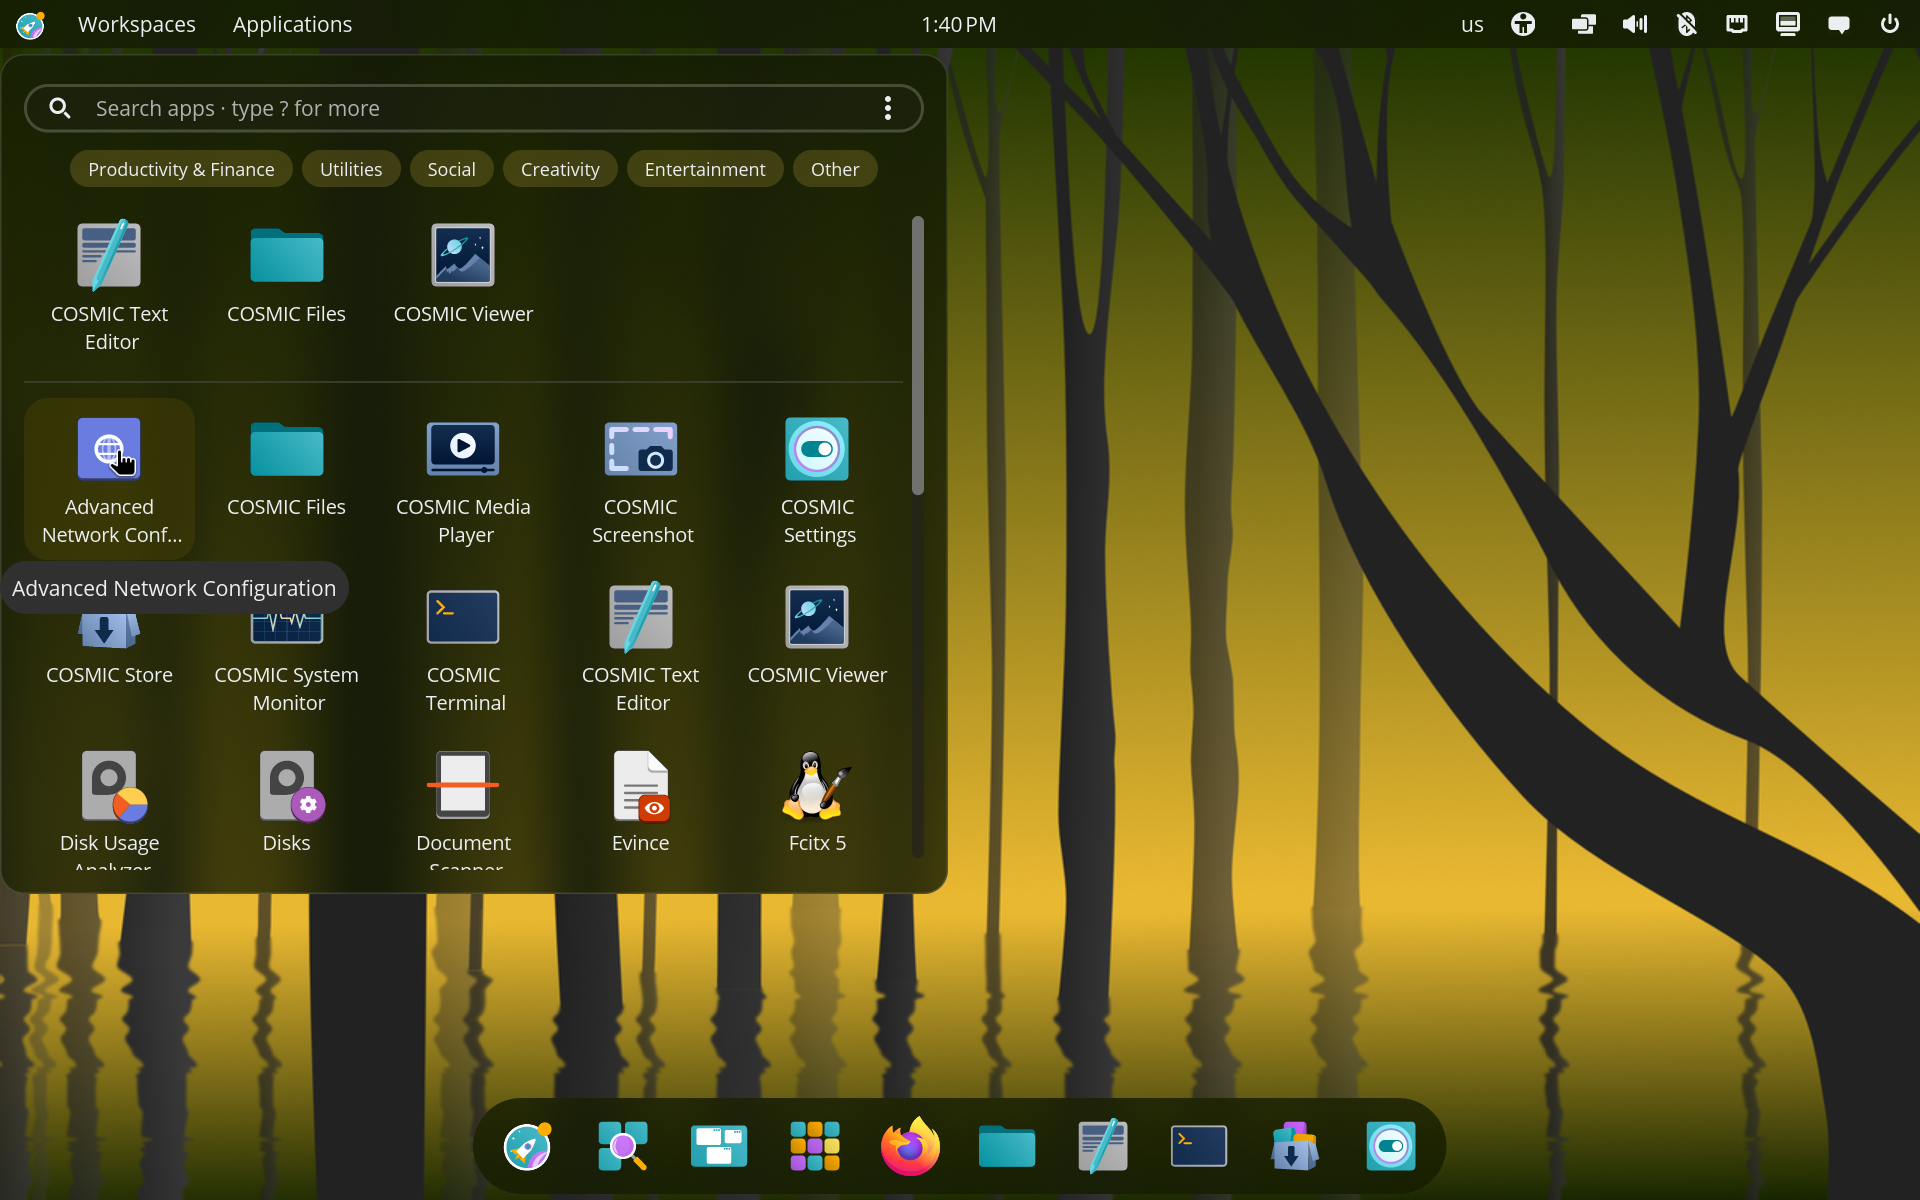 Workspaces Applications 1:40 PM us
Search apps · type ? for more
Productivity & Finance Utilities Social Creativity Entertainment Other
COSMIC Text Editor
COSMIC Files
COSMIC Viewer
Advanced Network Conf...
COSMIC Files
COSMIC Media Player
COSMIC Screenshot
COSMIC Settings
Advanced Network Configuration
COSMIC Store
COSMIC System Monitor
COSMIC Terminal
COSMIC Text Editor
COSMIC Viewer
Disk Usage Analyzer
Disks
Document Scanner
Evince
Fcitx 5